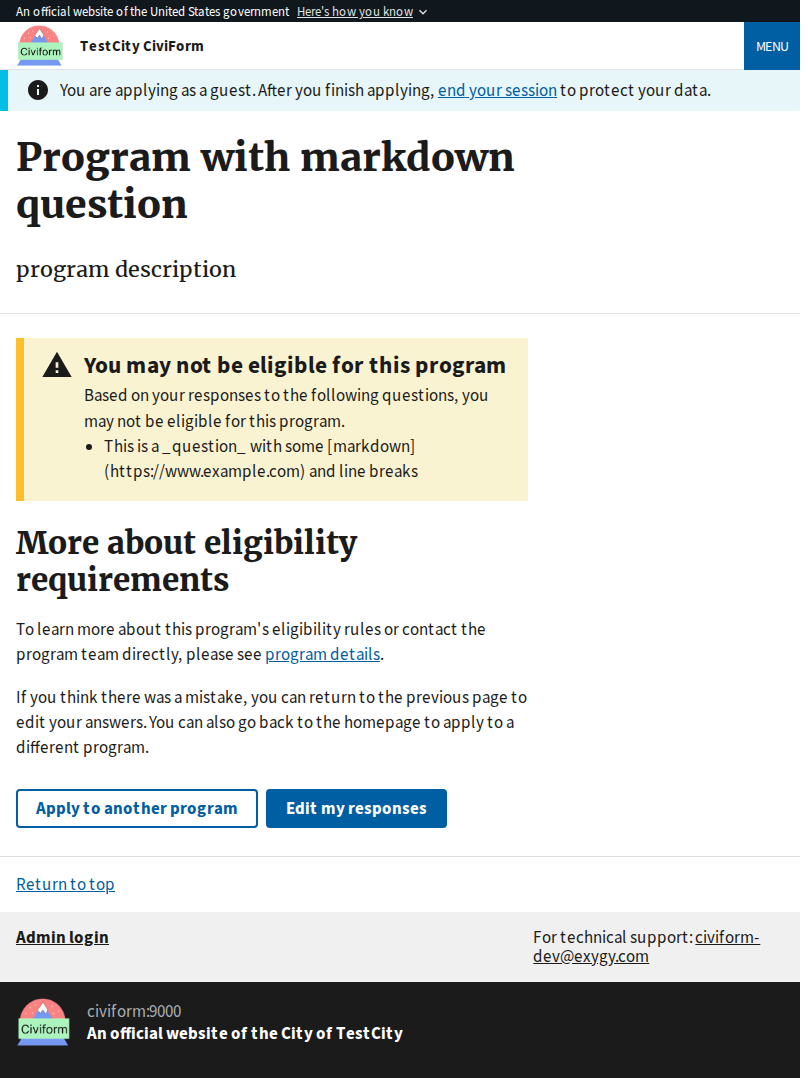 An official website of the United States government Here's how you know
Civiform
TestCity CiviForm
MENU
You are applying as a guest. After you finish applying, end your session to protect your data.
Program with markdown
question
program description
You may not be eligible for this program
Based on your responses to the following questions, you
may not be eligible for this program.
• This is a _question_ with some [markdown]
(https://www.example.com) and line breaks
More about eligibility
requirements
To learn more about this program's eligibility rules or contact the
program team directly, please see program details.
If you think there was a mistake, you can return to the previous page to
edit your answers. You can also go back to the homepage to apply to a
different program.
Apply to another program
Edit my responses
Return to top
Admin login
For technical support: civiform-
dev@exygy.com
Civiform
civiform:9000
An official website of the City of TestCity